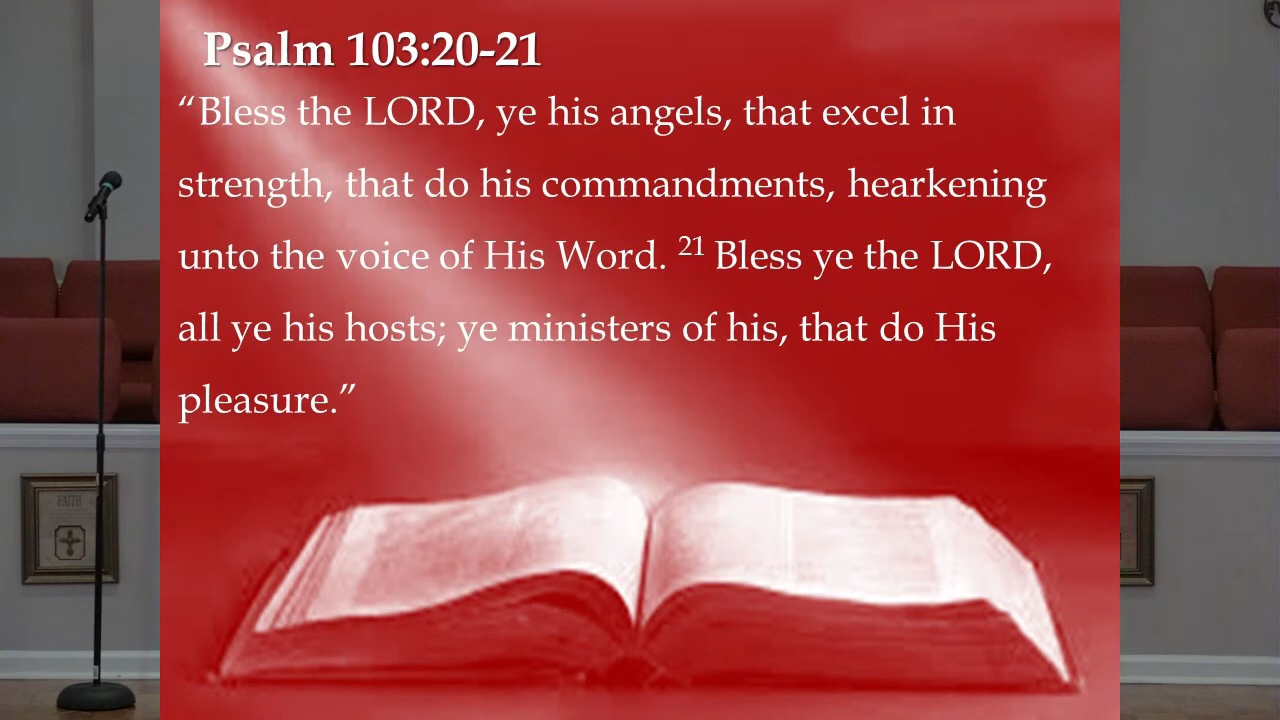 Psalm 103:20-21
“Bless the LORD, ye his angels, that excel in
strength, that do his commandments, hearkening
unto the voice of His Word. 21 Bless ye the LORD,
all ye his hosts; ye ministers of his, that do His
pleasure.”
FAITH